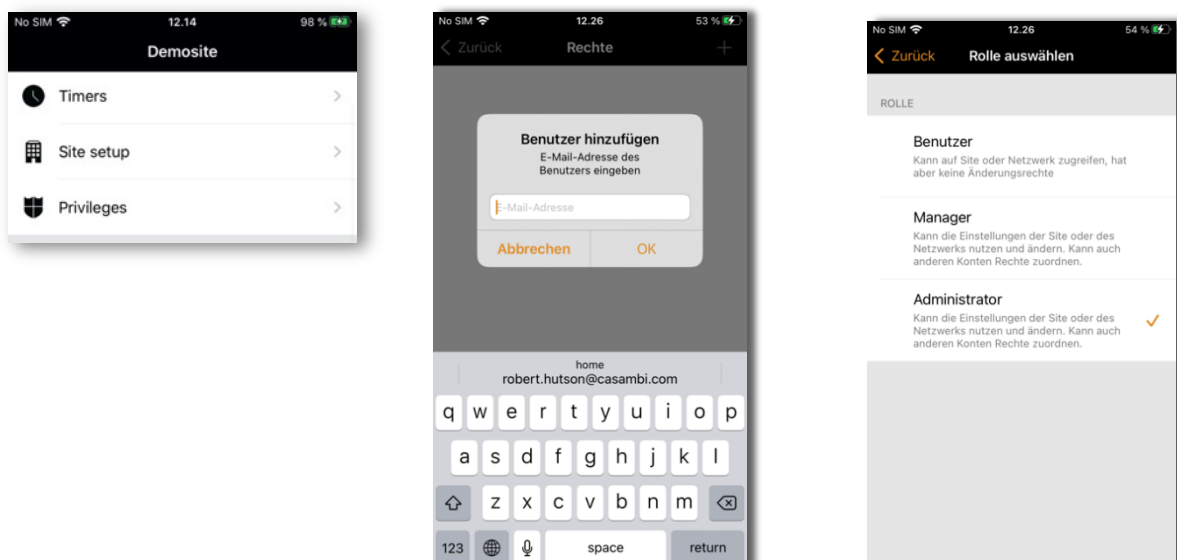 No SIM 12.14 98 %
Demosite
Timers
Site setup
Privileges
No SIM 12.26 53 %
Zurück Rechte +
Benutzer hinzufügen
E-Mail-Adresse des
Benutzers eingeben
E-Mail-Adresse
Abbrechen OK
home
robert.hutson@casambi.com
q w e r t y u i o p
a s d f g h j k l
z x c v b n m
123 space return
No SIM 12.26 54 %
Zurück Rolle auswählen
ROLLE
Benutzer
Kann auf Site oder Netzwerk zugreifen, hat
aber keine Änderungsrechte
Manager
Kann die Einstellungen der Site oder des
Netzwerks nutzen und ändern. Kann auch
anderen Konten Rechte zuordnen.
Administrator
Kann die Einstellungen der Site oder des
Netzwerks nutzen und ändern. Kann auch
anderen Konten Rechte zuordnen.